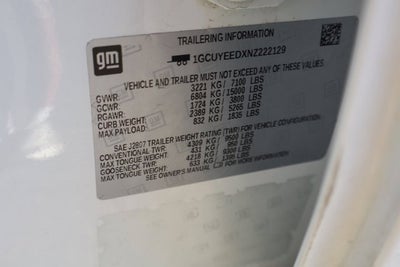 gm
TRAILERING INFORMATION
1GCUYEEDXNZ222129
VEHICLE AND TRAILER MUST NOT EXCEED ANY OF THESE VALUES
GVWR: 3221 KG/ 7100 LBS
GCWR: 6804 KG/ 15000 LBS
RGAWR: 1724 KG/ 3800 LBS
CURB WEIGHT: 2389 KG/ 5265 LBS
MAX PAYLOAD: 832 KG/ 1835 LBS
SAE J2807 TRAILER WEIGHT RATING (TWR) FOR VEHICLE CONFIGURATION
CONVENTIONAL TWR: 4309 KG/ 9500 LBS
MAX TONGUE WEIGHT: 431 KG/ 950 LBS
GOOSENECK TWR: 4218 KG/ 9300 LBS
MAX TONGUE WEIGHT: 633 KG/ 1395 LBS
SEE OWNER'S MANUAL FOR MORE INFORMATION